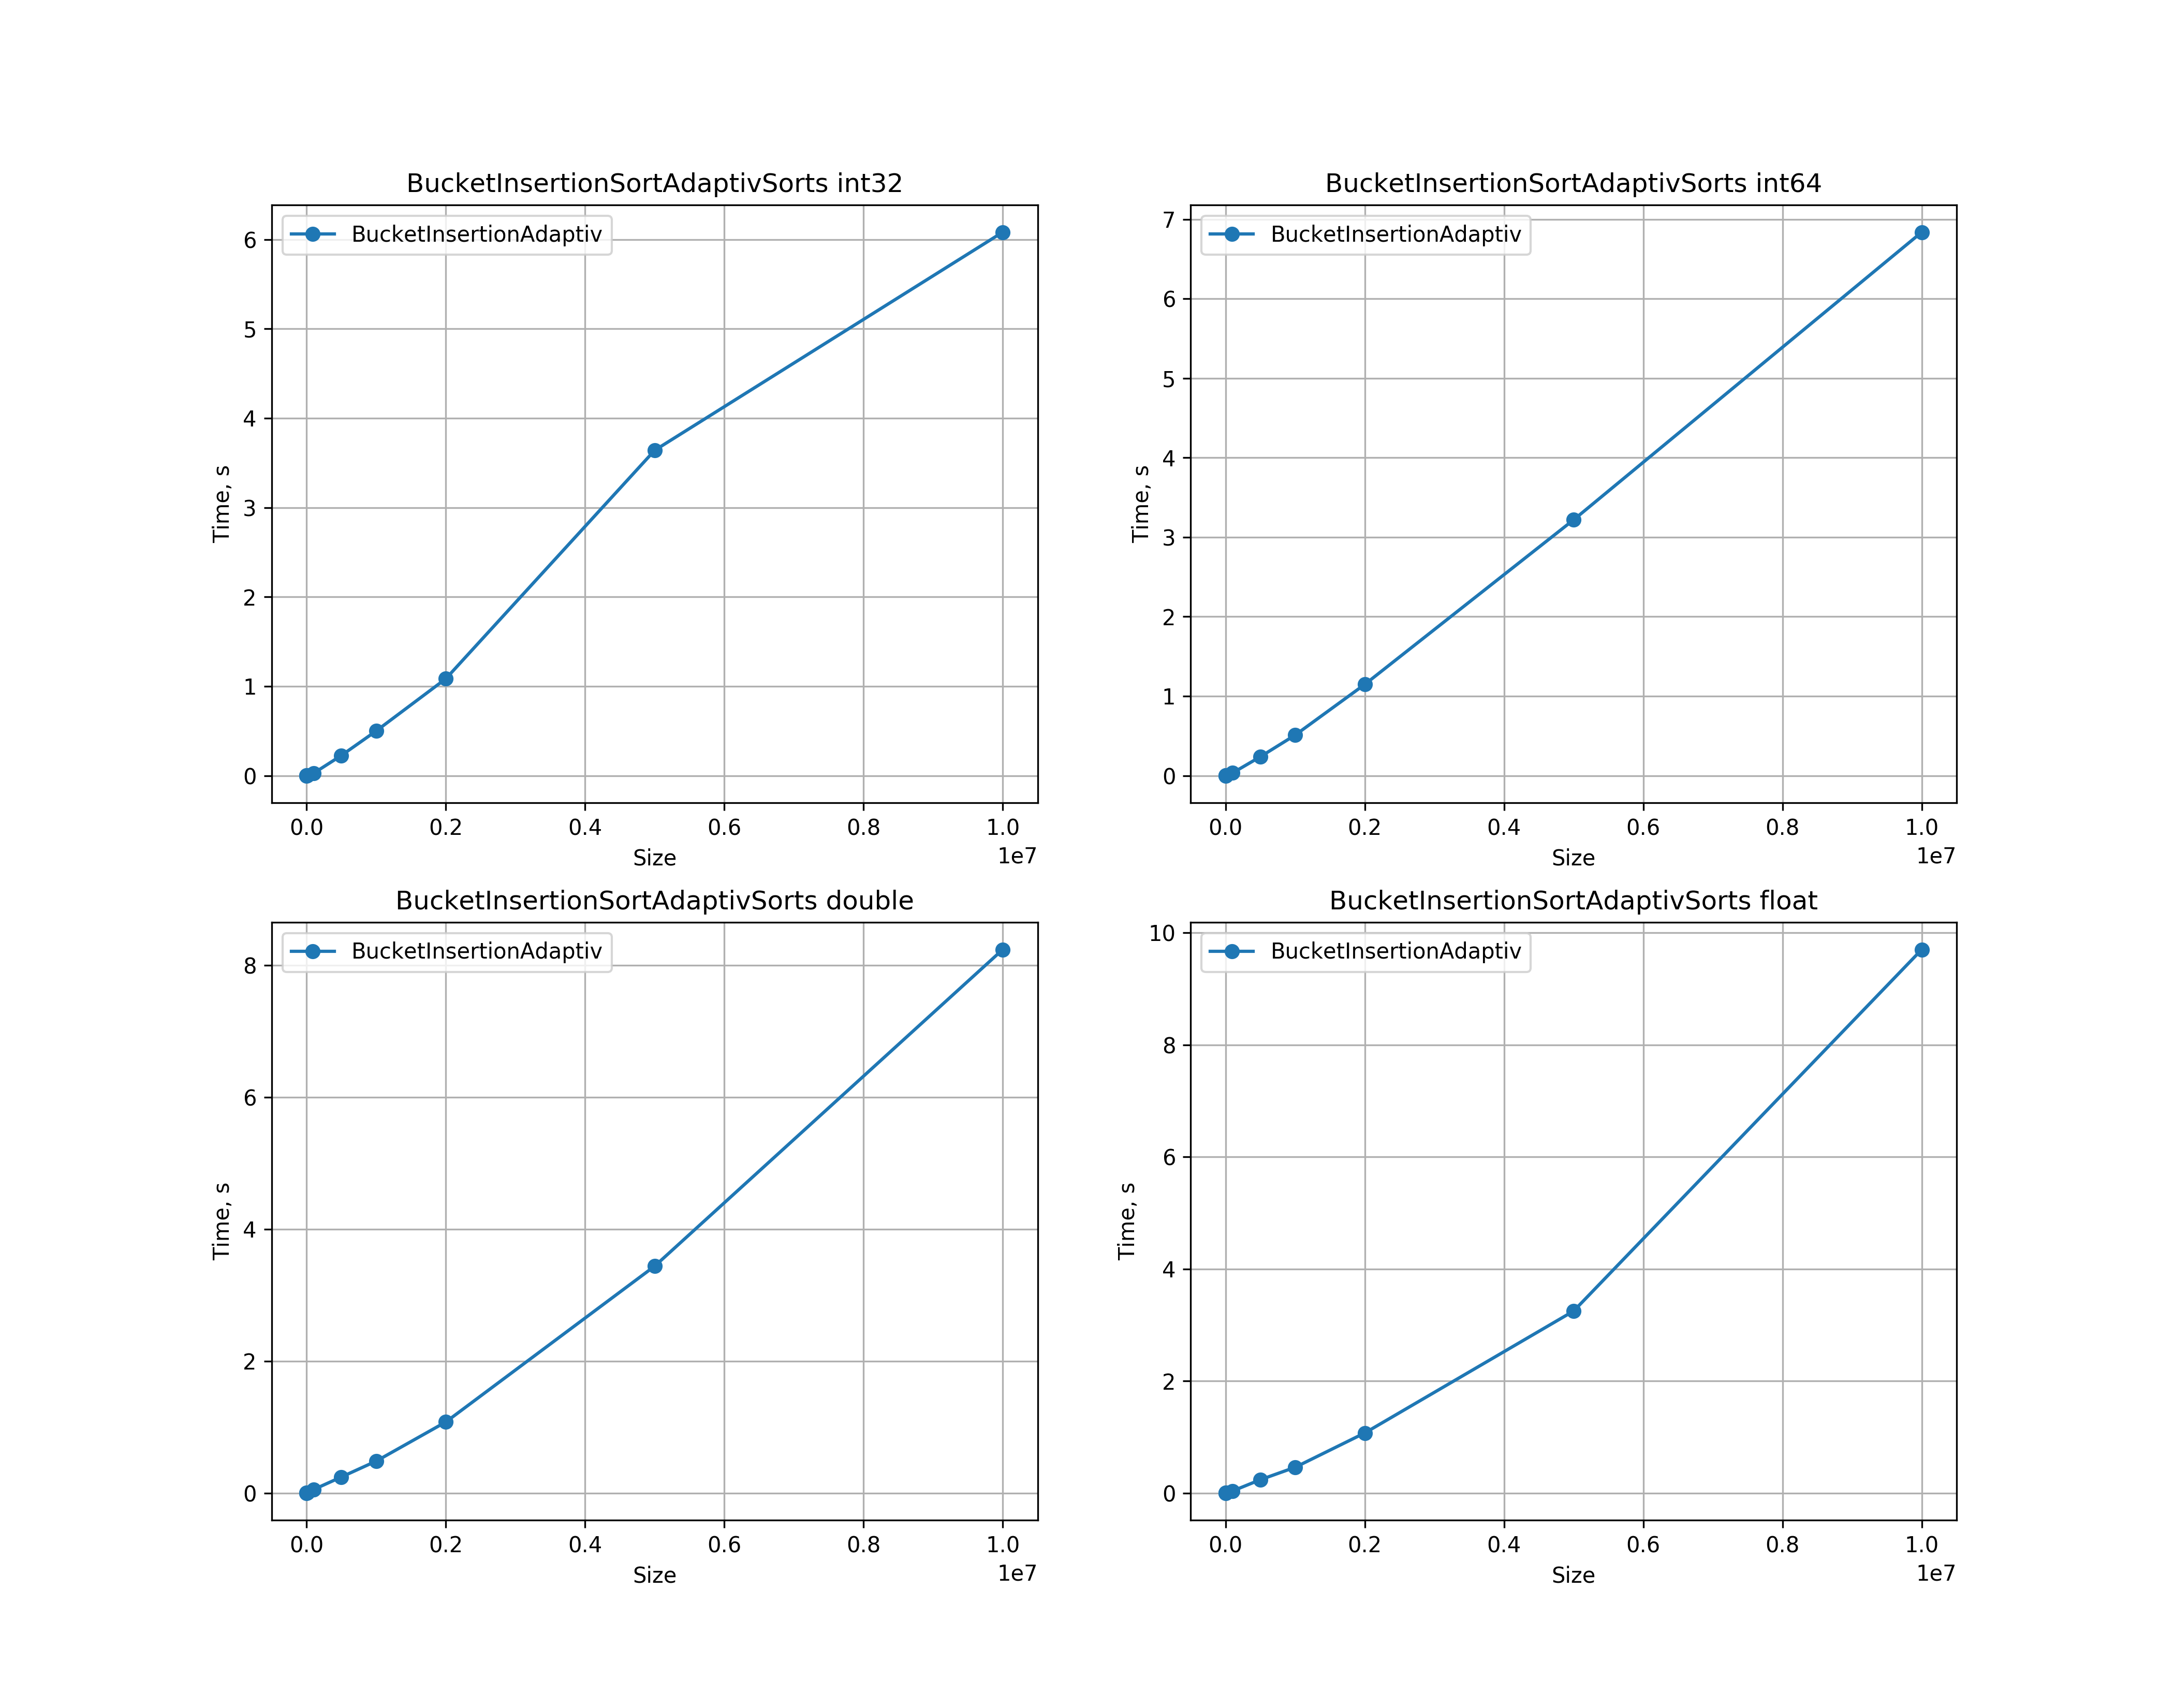 BucketInsertionSortAdaptivSorts int32
BucketInsertionAdaptiv
6
5
4
3
2
1
0
Time, s
0.0 0.2 0.4 0.6 0.8 1.0
1e7
Size
BucketInsertionSortAdaptivSorts int64
BucketInsertionAdaptiv
7
6
5
4
3
2
1
0
Time, s
0.0 0.2 0.4 0.6 0.8 1.0
1e7
Size
BucketInsertionSortAdaptivSorts double
BucketInsertionAdaptiv
8
6
4
2
0
Time, s
0.0 0.2 0.4 0.6 0.8 1.0
1e7
Size
BucketInsertionSortAdaptivSorts float
BucketInsertionAdaptiv
10
8
6
4
2
0
Time, s
0.0 0.2 0.4 0.6 0.8 1.0
1e7
Size